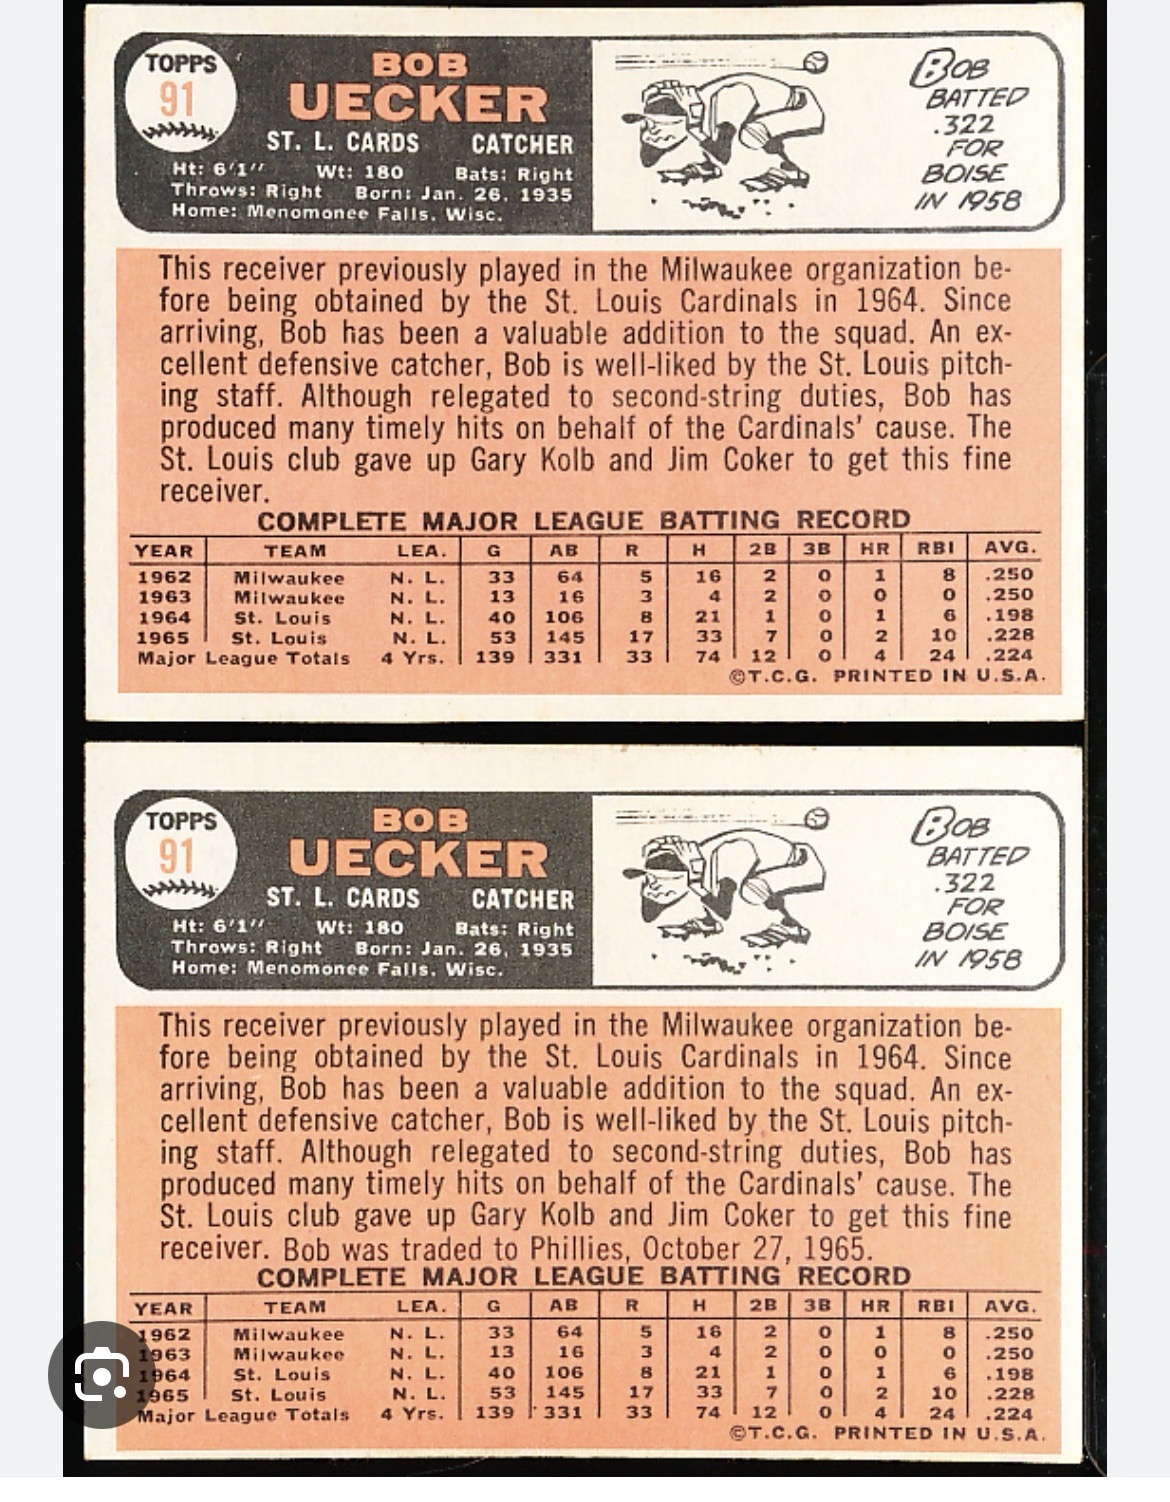 TOPPS
91
BOB
UECKER
ST. L. CARDS CATCHER
Ht: 6'1" Wt: 180 Bats: Right
Throws: Right Born: Jan. 26, 1935
Home: Menomonee Falls, Wisc.
BOB
BATTED
.322
FOR
BOISE
IN 1958
This receiver previously played in the Milwaukee organization be-
fore being obtained by the St. Louis Cardinals in 1964. Since
arriving, Bob has been a valuable addition to the squad. An ex-
cellent defensive catcher, Bob is well-liked by the St. Louis pitch-
ing staff. Although relegated to second-string duties, Bob has
produced many timely hits on behalf of the Cardinals' cause. The
St. Louis club gave up Gary Kolb and Jim Coker to get this fine
receiver.
COMPLETE MAJOR LEAGUE BATTING RECORD
YEAR TEAM LEA. G AB R H 2B 3B HR RBI AVG.
1962 Milwaukee N. L. 33 64 5 16 2 0 1 8 .250
1963 Milwaukee N. L. 13 16 3 4 2 0 0 0 .250
1964 St. Louis N. L. 40 106 8 21 1 0 1 6 .198
1965 St. Louis N. L. 53 145 17 33 7 0 2 10 .228
Major League Totals 4 Yrs. 139 331 33 74 12 0 4 24 .224
©T.C.G. PRINTED IN U.S.A.
TOPPS
91
BOB
UECKER
ST. L. CARDS CATCHER
Ht: 6'1" Wt: 180 Bats: Right
Throws: Right Born: Jan. 26, 1935
Home: Menomonee Falls, Wisc.
BOB
BATTED
.322
FOR
BOISE
IN 1958
This receiver previously played in the Milwaukee organization be-
fore being obtained by the St. Louis Cardinals in 1964. Since
arriving, Bob has been a valuable addition to the squad. An ex-
cellent defensive catcher, Bob is well-liked by the St. Louis pitch-
ing staff. Although relegated to second-string duties, Bob has
produced many timely hits on behalf of the Cardinals' cause. The
St. Louis club gave up Gary Kolb and Jim Coker to get this fine
receiver. Bob was traded to Phillies, October 27, 1965.
COMPLETE MAJOR LEAGUE BATTING RECORD
YEAR TEAM LEA. G AB R H 2B 3B HR RBI AVG.
1962 Milwaukee N. L. 33 64 5 16 2 0 1 8 .250
1963 Milwaukee N. L. 13 16 3 4 2 0 0 0 .250
1964 St. Louis N. L. 40 106 8 21 1 0 1 6 .198
1965 St. Louis N. L. 53 145 17 33 7 0 2 10 .228
Major League Totals 4 Yrs. 139 331 33 74 12 0 4 24 .224
©T.C.G. PRINTED IN U.S.A.